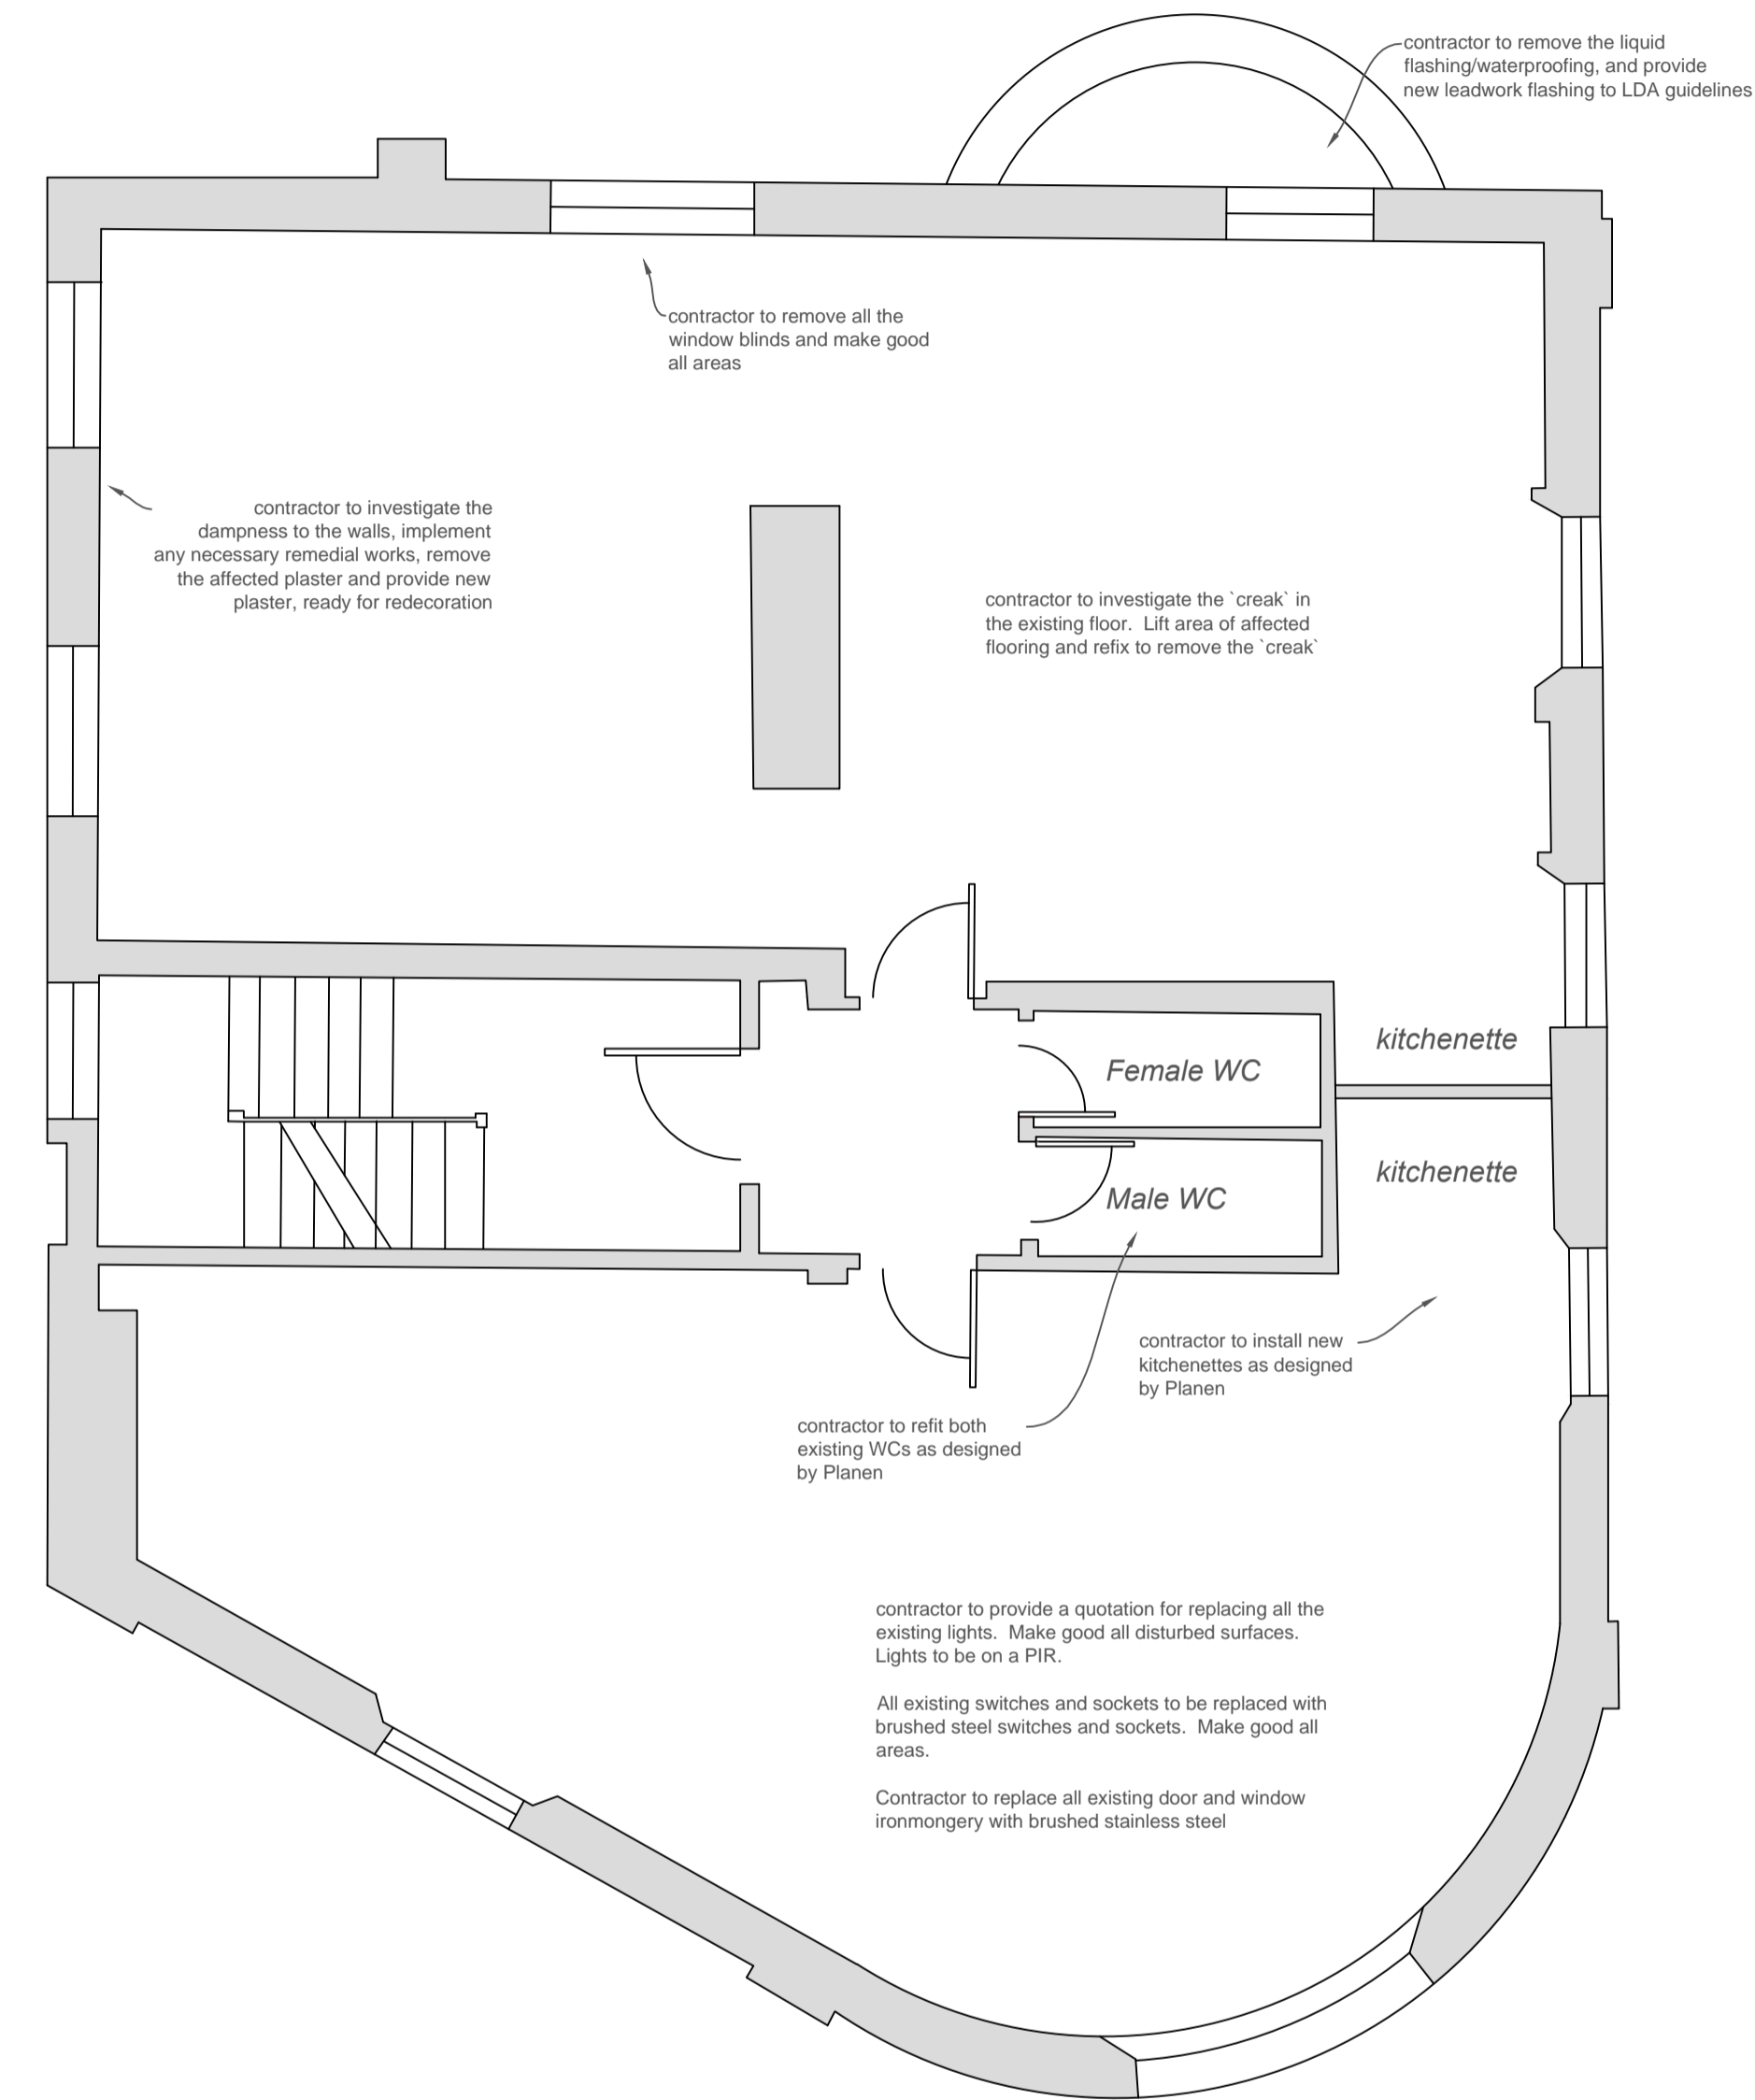 contractor to remove the liquid
flashing/waterproofing, and provide
new leadwork flashing to LDA guidelines
contractor to remove all the
window blinds and make good
all areas
contractor to investigate the
dampness to the walls, implement
any necessary remedial works, remove
the affected plaster and provide new
plaster, ready for redecoration
contractor to investigate the `creak` in
the existing floor.  Lift area of affected
flooring and refix to remove the `creak`
kitchenette
Female WC
kitchenette
Male WC
contractor to install new
kitchenettes as designed
by Planen
contractor to refit both
existing WCs as designed
by Planen
contractor to provide a quotation for replacing all the
existing lights.  Make good all disturbed surfaces.
Lights to be on a PIR.
All existing switches and sockets to be replaced with
brushed steel switches and sockets.  Make good all
areas.
Contractor to replace all existing door and window
ironmongery with brushed stainless steel